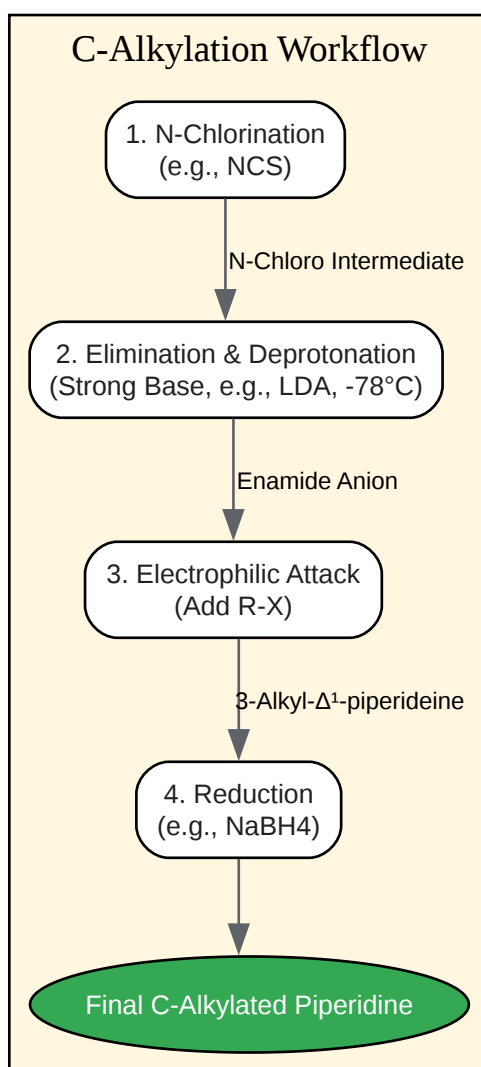 C-Alkylation Workflow
1. N-Chlorination
(e.g., NCS)
N-Chloro Intermediate
2. Elimination & Deprotonation
(Strong Base, e.g., LDA, -78°C)
Enamide Anion
3. Electrophilic Attack
(Add R-X)
3-Alkyl-Δ¹-piperideine
4. Reduction
(e.g., NaBH4)
Final C-Alkylated Piperidine